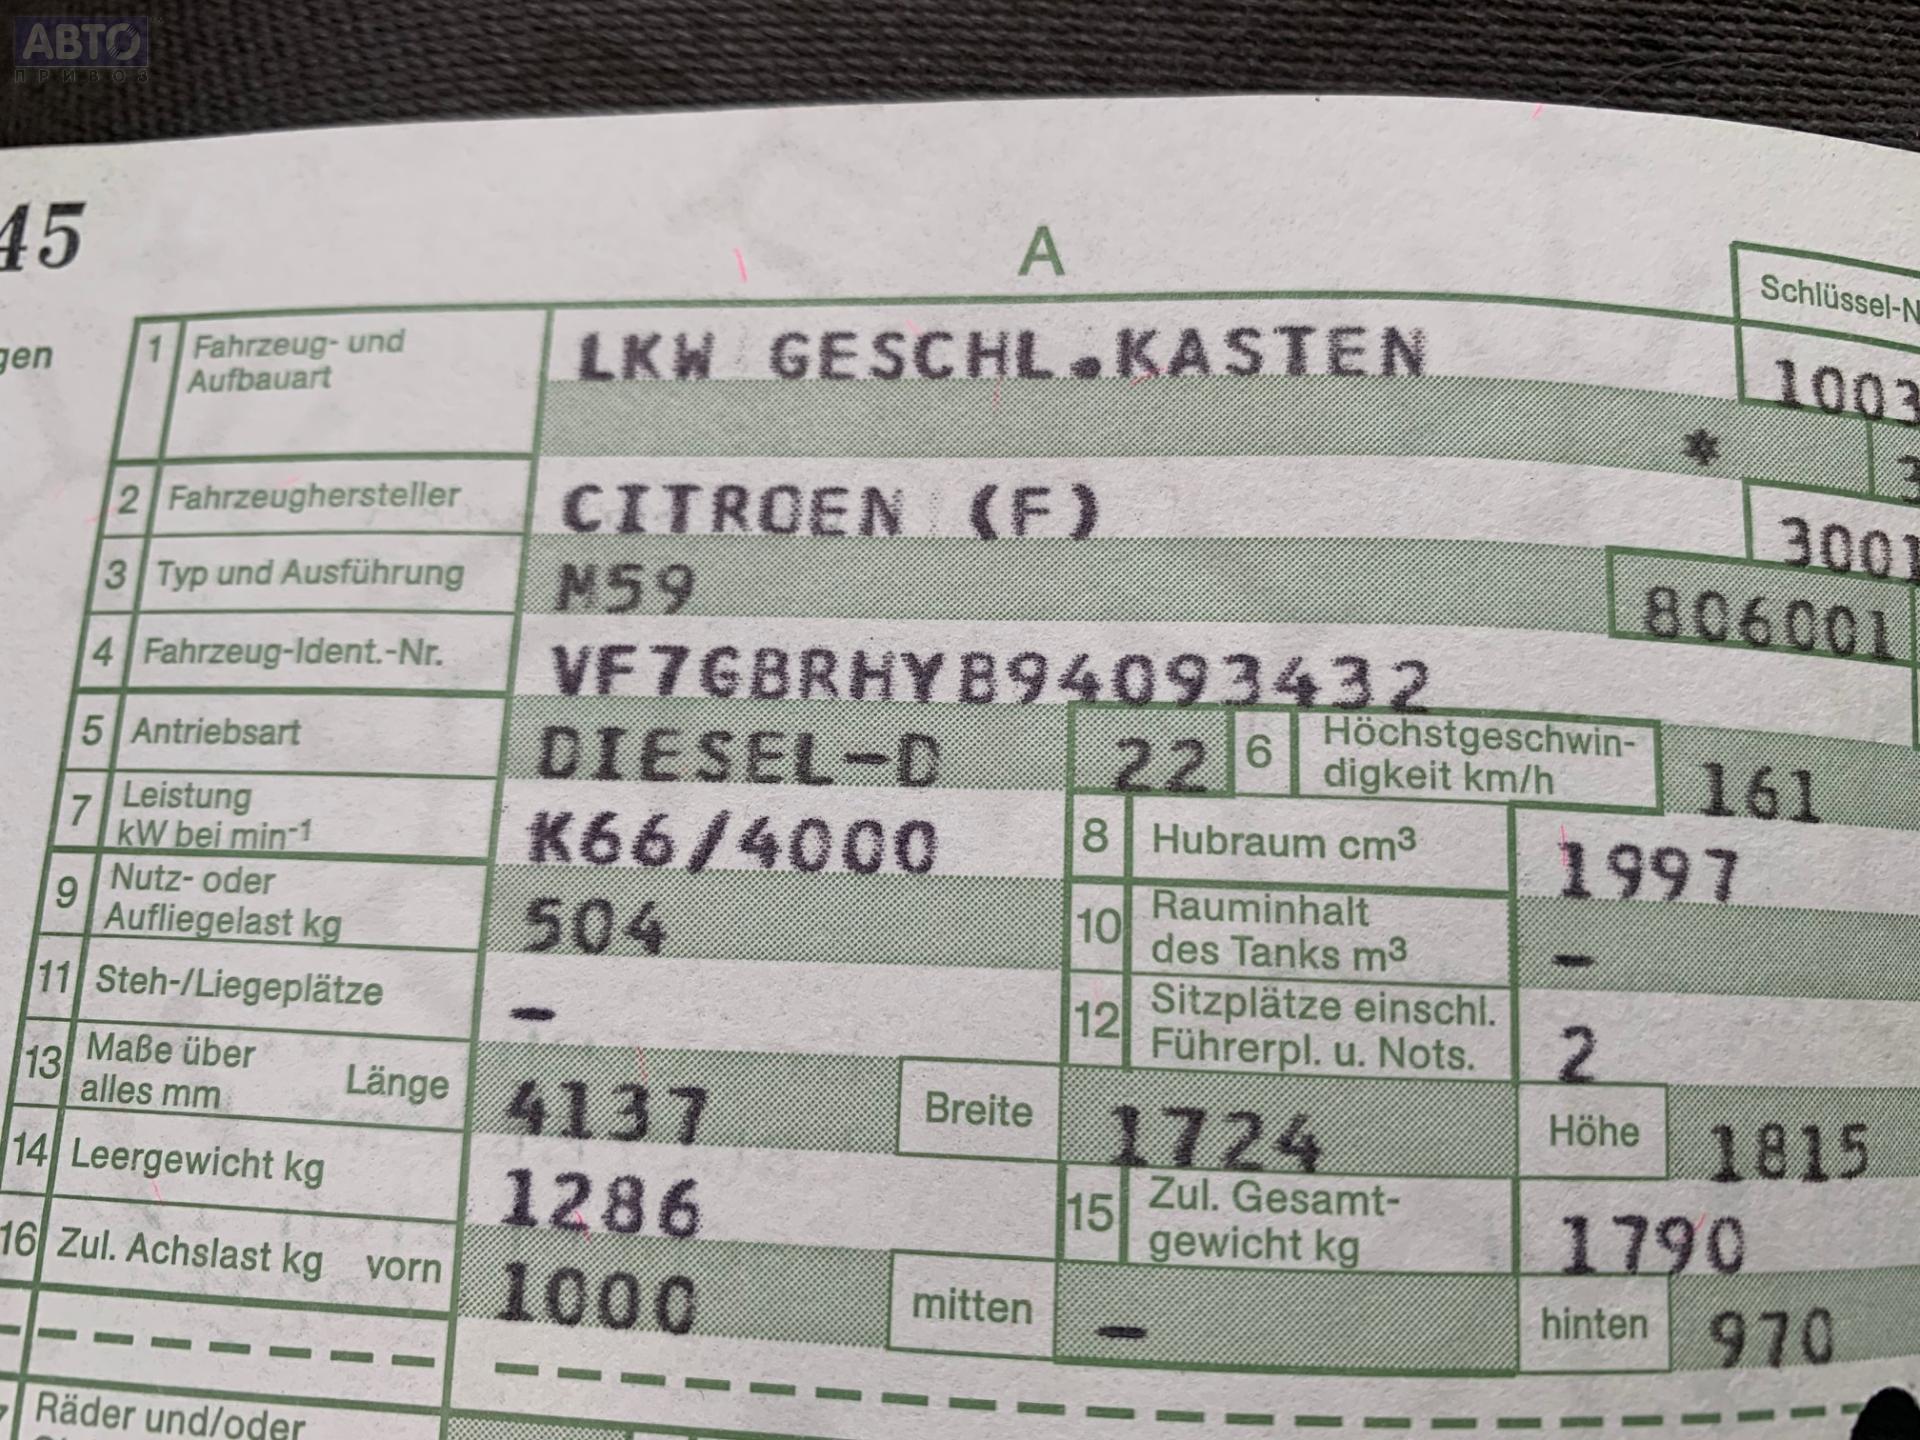 АВТО
ПРИВОЗ
45
A
Schlüssel-N
gen
1 Fahrzeug- und
Aufbauart
LKW GESCHL.KASTEN
1003
*
3
2 Fahrzeughersteller CITROEN (F) 3001
3 Typ und Ausführung M59 806001
4 Fahrzeug-Ident.-Nr. VF7GBRHYB94093432
5 Antriebsart DIESEL-D 22 6 Höchstgeschwin-
digkeit km/h 161
7 Leistung
kW bei min-1 K66/4000 8 Hubraum cm3 1997
9 Nutz- oder
Aufliegelast kg 504 10 Rauminhalt
des Tanks m3 –
11 Steh-/Liegeplätze – 12 Sitzplätze einschl.
Führerpl. u. Nots. 2
13 Maße über
alles mm Länge 4137 Breite 1724 Höhe 1815
14 Leergewicht kg 1286 15 Zul. Gesamt-
gewicht kg 1790
16 Zul. Achslast kg vorn 1000 mitten – hinten 970
Räder und/oder